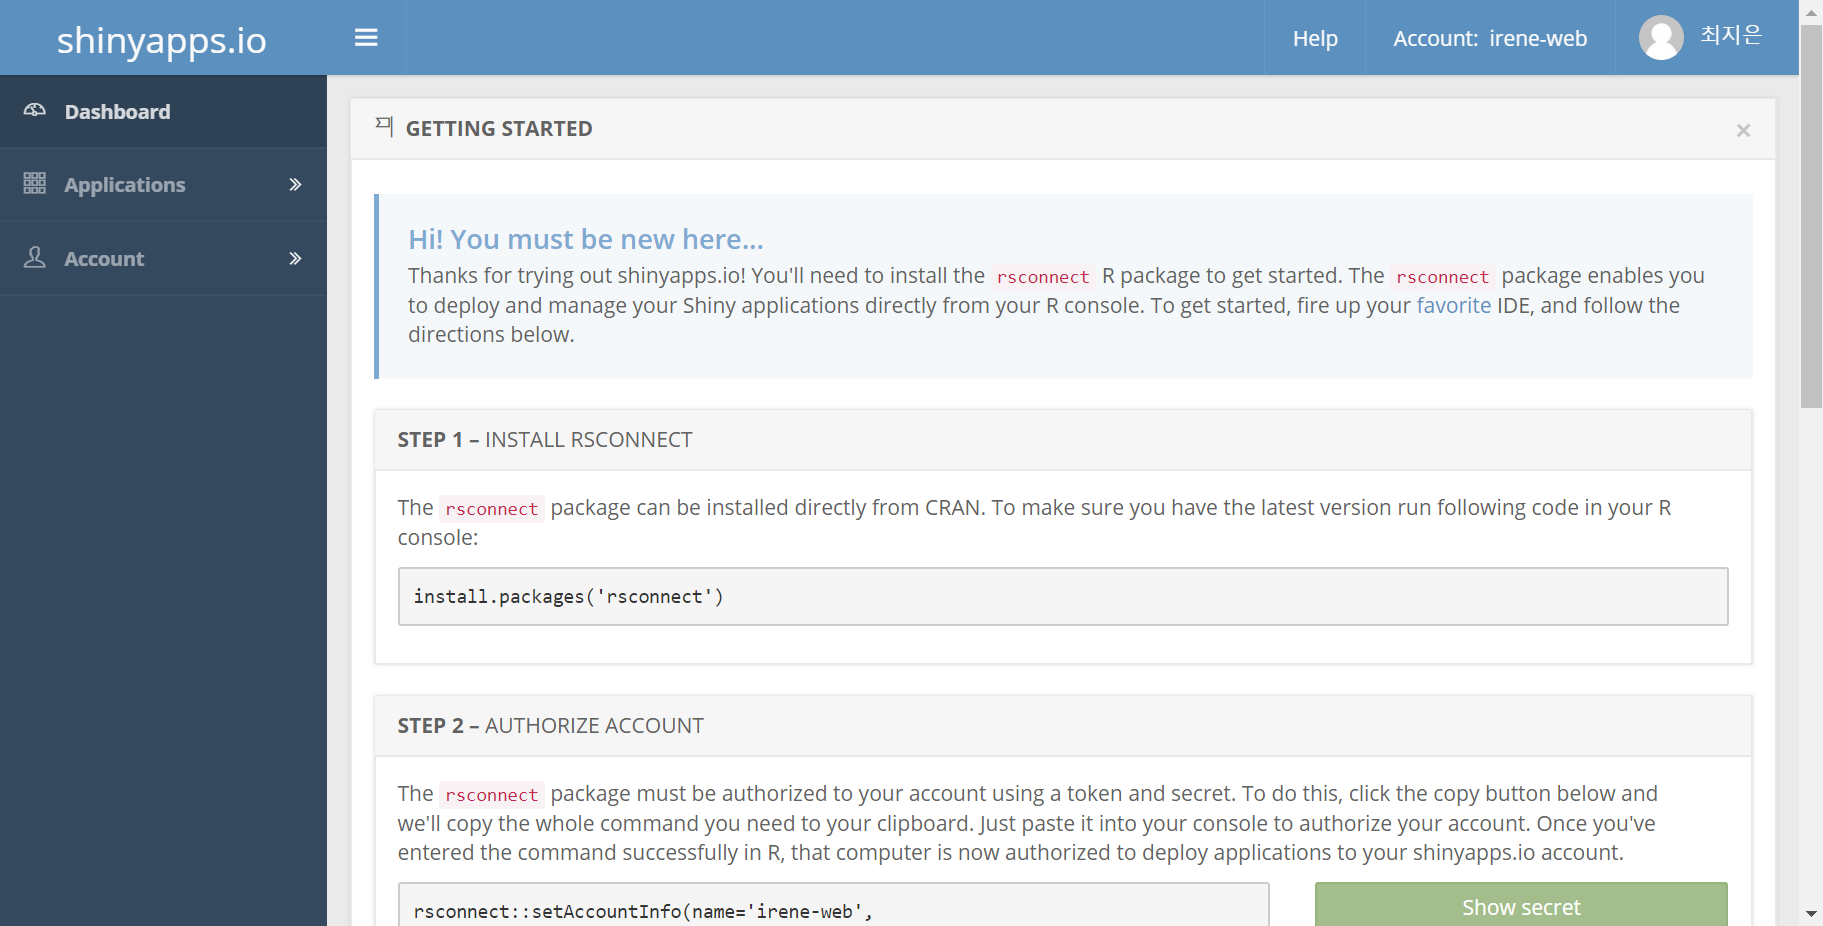 shinyapps.io
Help
Account: irene-web
최지은
Dashboard
Applications
Account
GETTING STARTED
×
Hi! You must be new here...
Thanks for trying out shinyapps.io! You'll need to install the rsconnect R package to get started. The rsconnect package enables you
to deploy and manage your Shiny applications directly from your R console. To get started, fire up your favorite IDE, and follow the
directions below.
STEP 1 – INSTALL RSCONNECT
The rsconnect package can be installed directly from CRAN. To make sure you have the latest version run following code in your R
console:
install.packages('rsconnect')
STEP 2 – AUTHORIZE ACCOUNT
The rsconnect package must be authorized to your account using a token and secret. To do this, click the copy button below and
we'll copy the whole command you need to your clipboard. Just paste it into your console to authorize your account. Once you've
entered the command successfully in R, that computer is now authorized to deploy applications to your shinyapps.io account.
rsconnect::setAccountInfo(name='irene-web',
Show secret